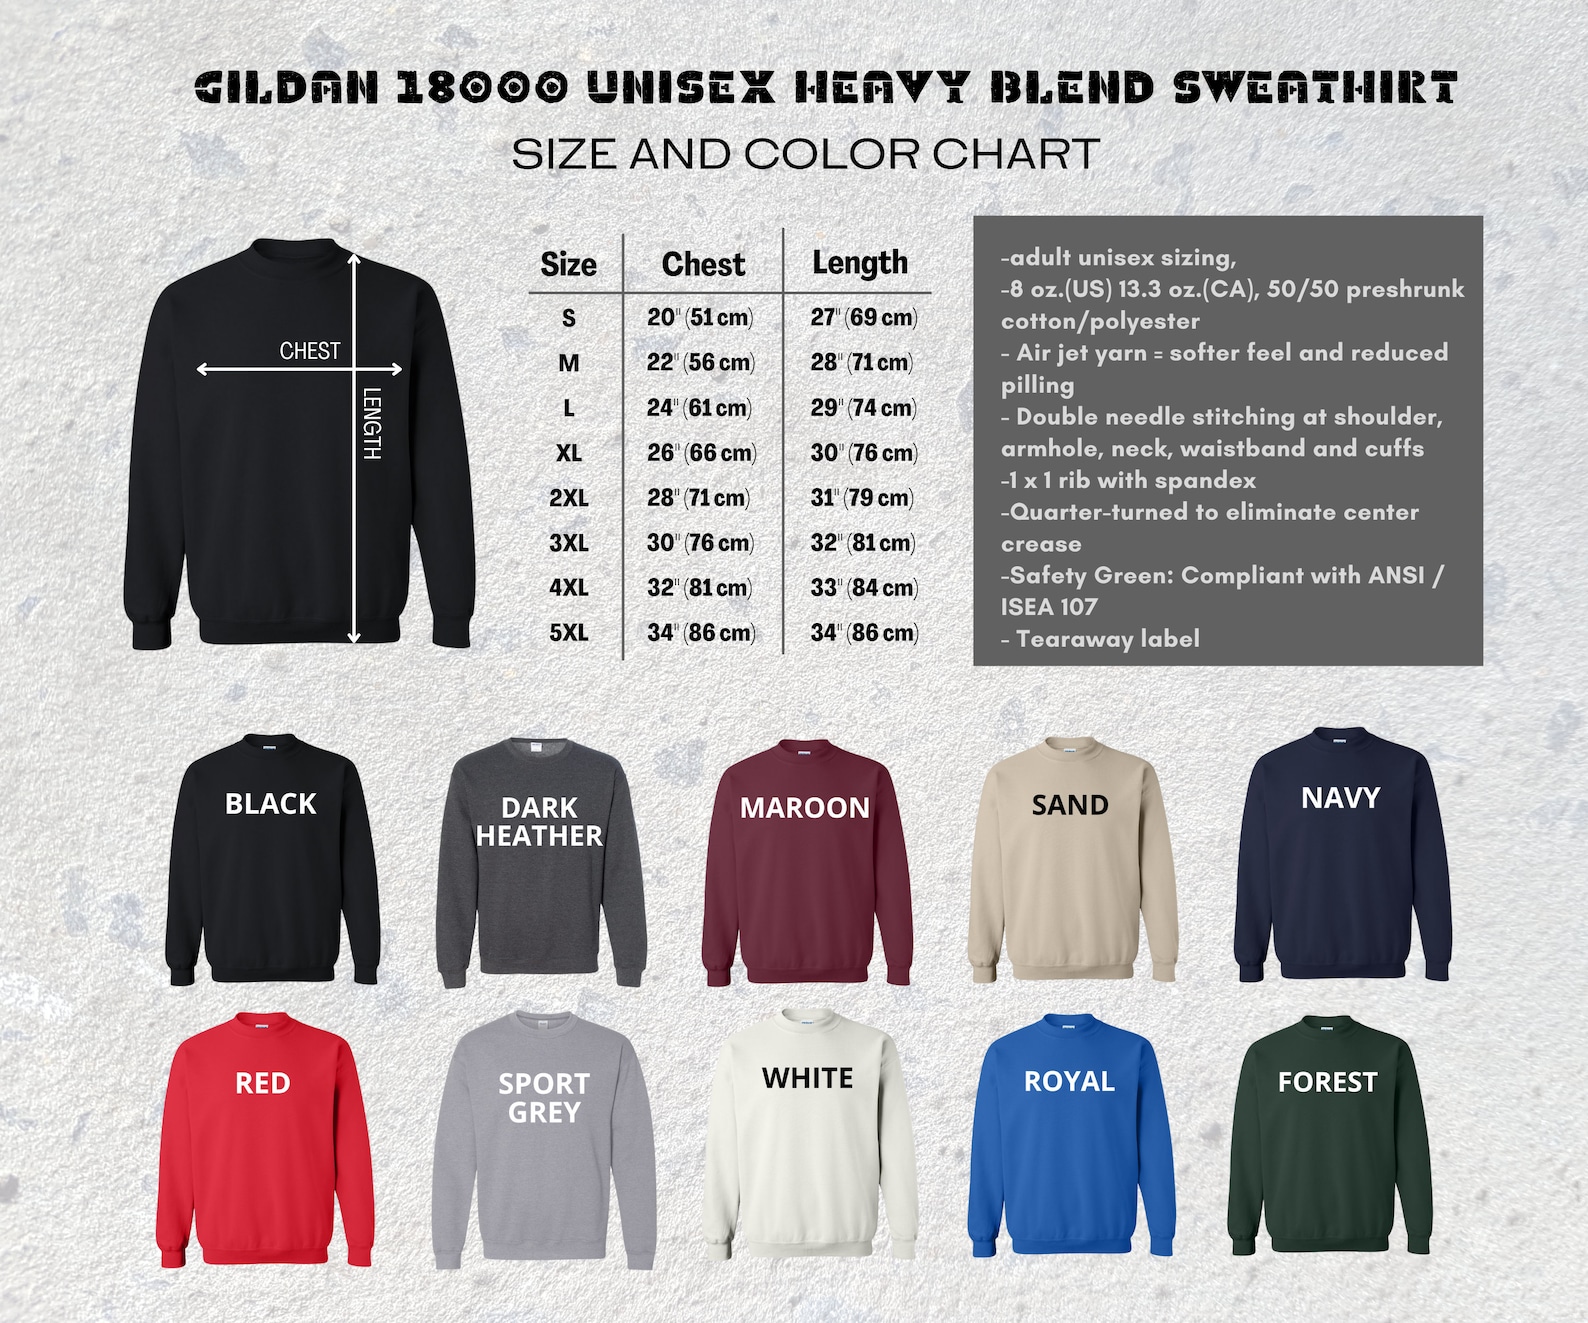 GILDAN 18000 UNISEX HEAVY BLEND SWEATHIRT
SIZE AND COLOR CHART
CHEST
LENGTH
Size Chest Length
S 20" (51 cm) 27" (69 cm)
M 22" (56 cm) 28" (71 cm)
L 24" (61 cm) 29" (74 cm)
XL 26" (66 cm) 30" (76 cm)
2XL 28" (71 cm) 31" (79 cm)
3XL 30" (76 cm) 32" (81 cm)
4XL 32" (81 cm) 33" (84 cm)
5XL 34" (86 cm) 34" (86 cm)
-adult unisex sizing,
-8 oz.(US) 13.3 oz.(CA), 50/50 preshrunk
cotton/polyester
- Air jet yarn = softer feel and reduced
pilling
- Double needle stitching at shoulder,
armhole, neck, waistband and cuffs
-1 x 1 rib with spandex
-Quarter-turned to eliminate center
crease
-Safety Green: Compliant with ANSI /
ISEA 107
- Tearaway label
BLACK
DARK
HEATHER
MAROON
SAND
NAVY
RED
SPORT
GREY
WHITE
ROYAL
FOREST